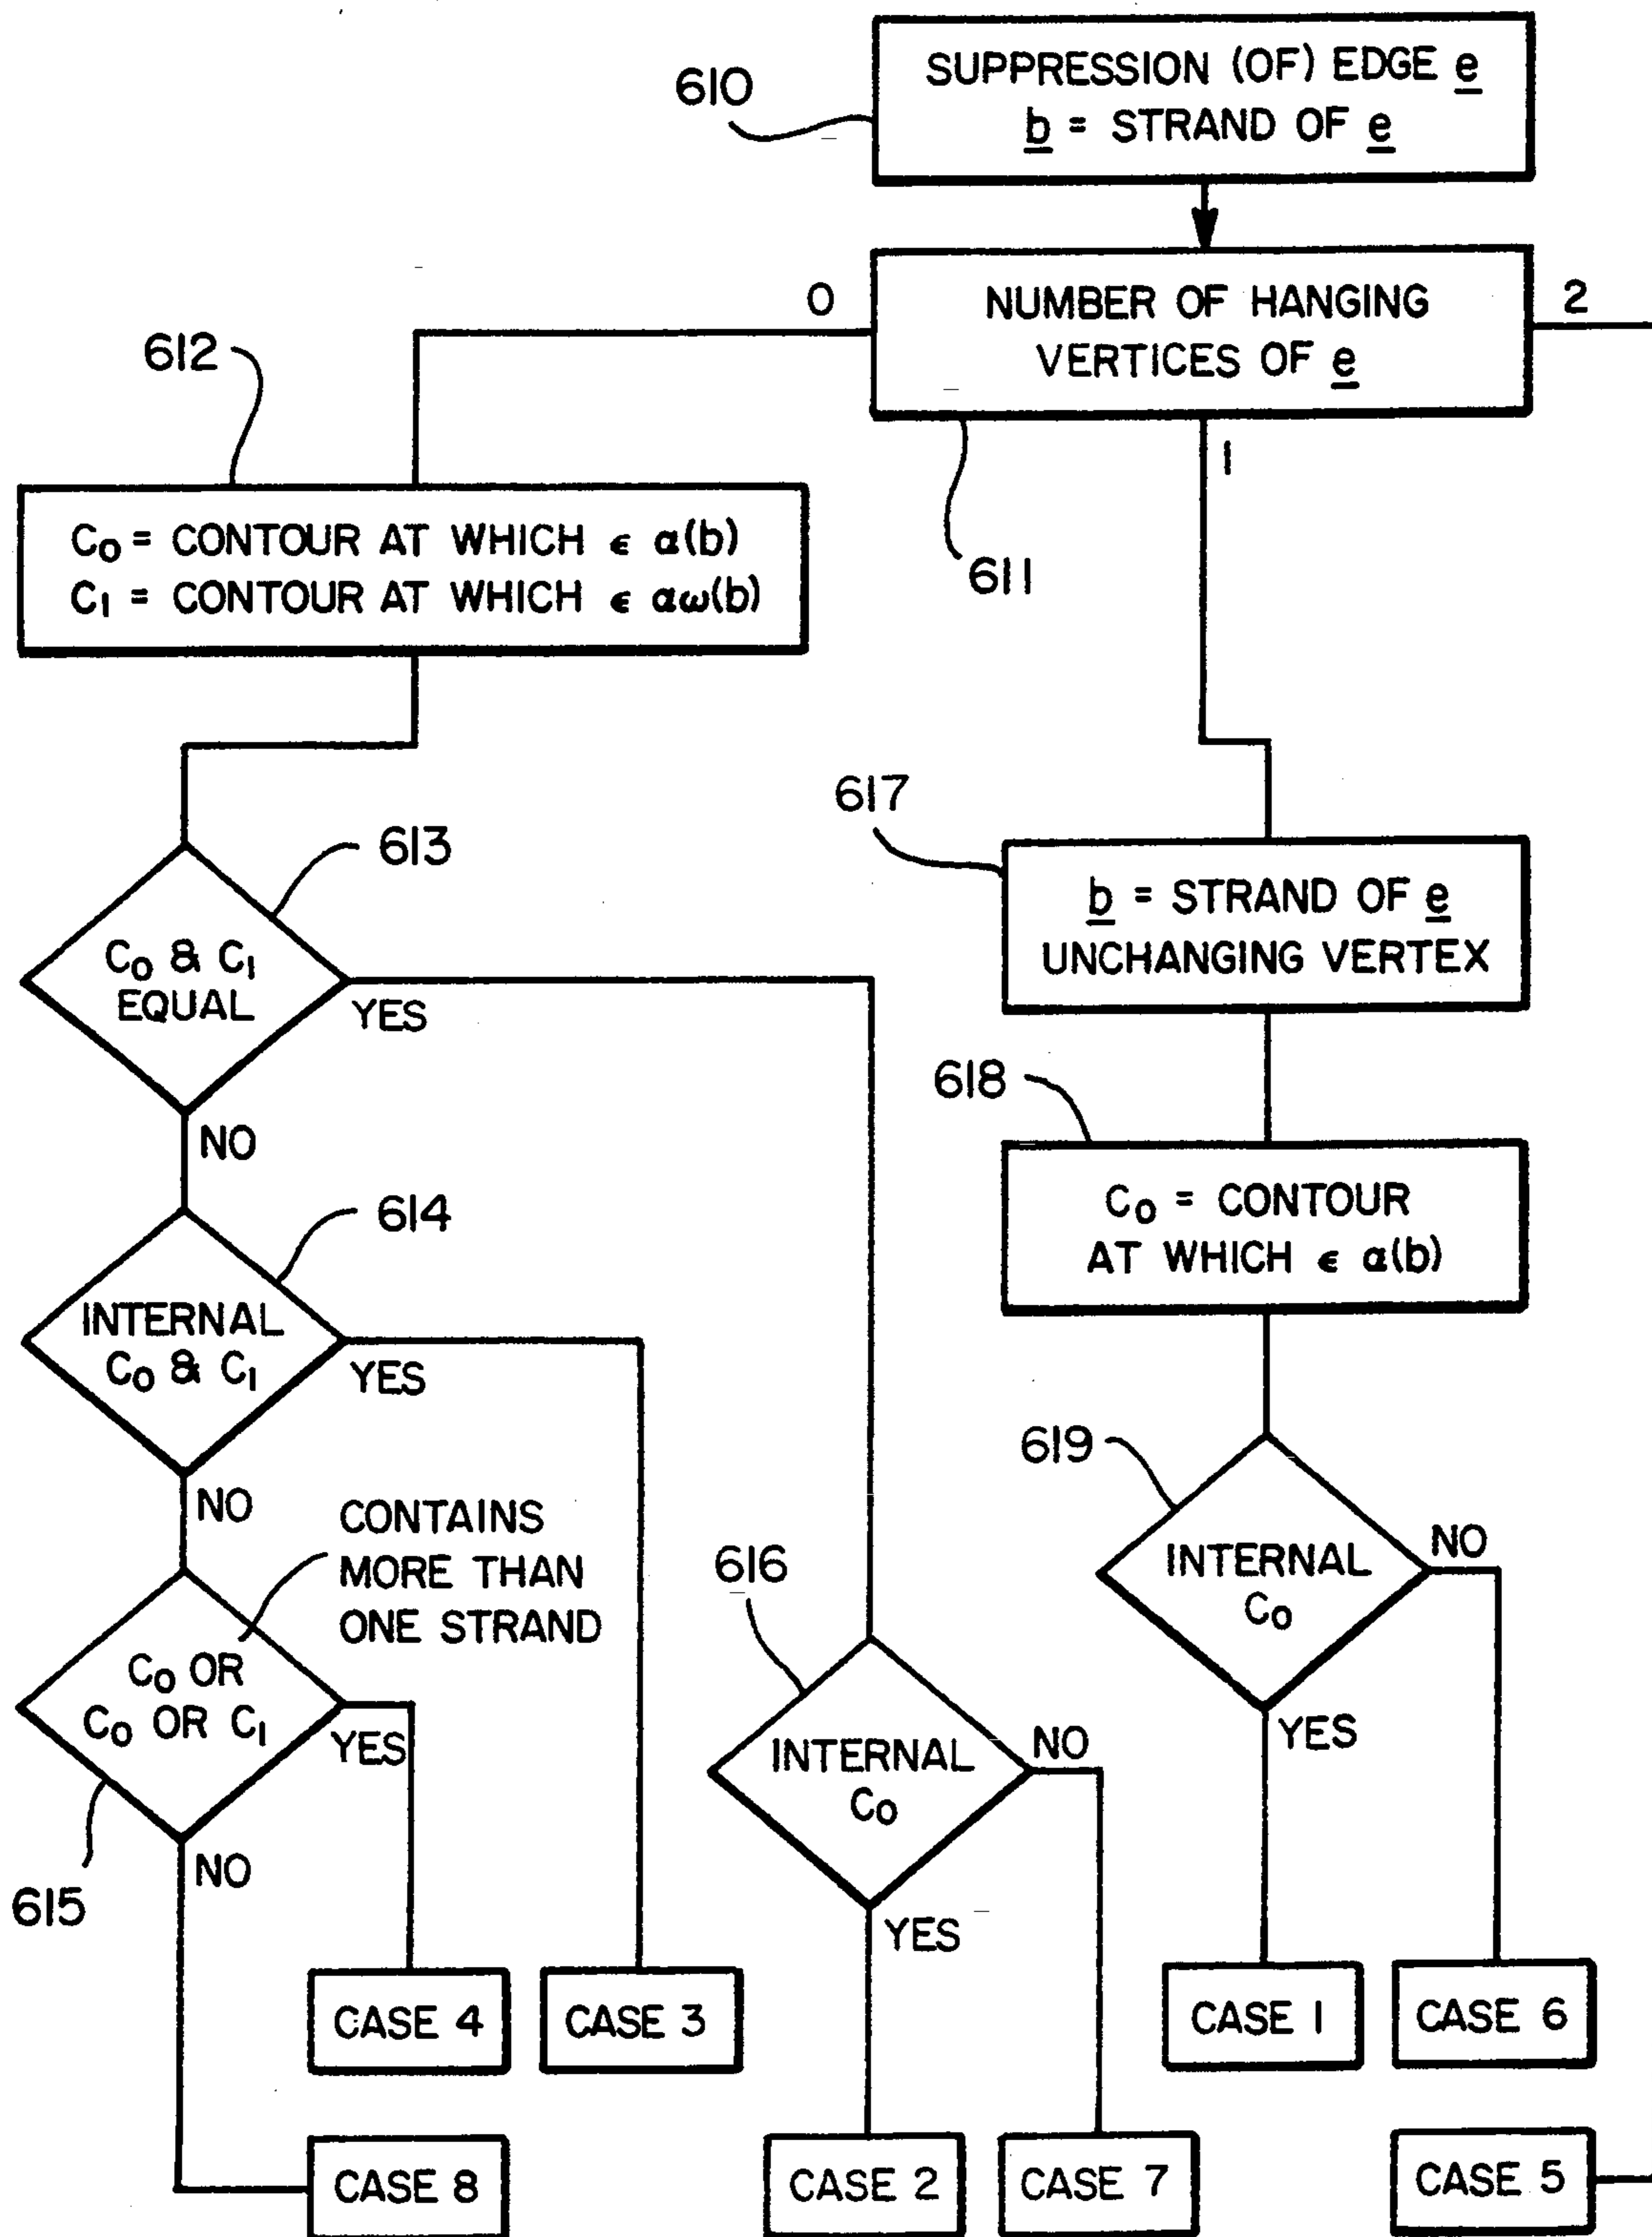 610
SUPPRESSION (OF) EDGE e
b = STRAND OF e
0
NUMBER OF HANGING
VERTICES OF e
2
612
1
611
C0 = CONTOUR AT WHICH ϵ α(b)
C1 = CONTOUR AT WHICH ϵ αω(b)
617
b = STRAND OF e
UNCHANGING VERTEX
613
C0 & C1
EQUAL
YES
NO
618
C0 = CONTOUR
AT WHICH ϵ α(b)
614
INTERNAL
C0 & C1
YES
NO
619
INTERNAL
C0
NO
YES
CONTAINS
MORE THAN
ONE STRAND
C0 OR
C0 OR C1
YES
NO
615
616
INTERNAL
C0
NO
YES
CASE 4
CASE 3
CASE 1
CASE 6
CASE 8
CASE 2
CASE 7
CASE 5